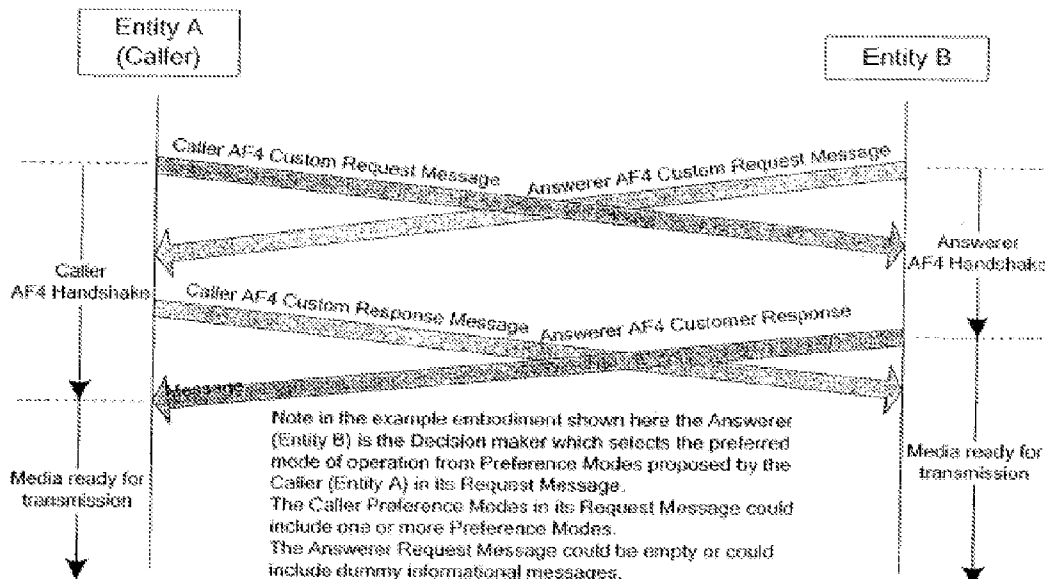 Entity A
(Caller)
Entity B
Caller AF4 Custom Request Message
Answerer AF4 Custom Request Message
Caller
AF4 Handshake
Answerer
AF4 Handshake
Caller AF4 Custom Response Message
Answerer AF4 Customer Response
Message
Note in the example embodiment shown here the Answerer
(Entity B) is the Decision maker which selects the preferred
mode of operation from Preference Modes proposed by the
Caller (Entity A) in its Request Message.
The Caller Preference Modes in its Request Message could
include one or more Preference Modes.
The Answerer Request Message could be empty or could
include dummy informational messages.
Media ready for
transmission
Media ready for
transmission